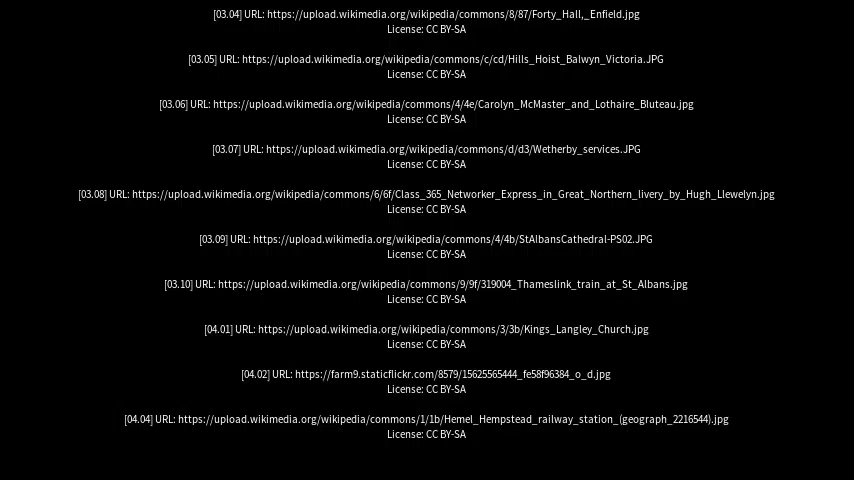 [03.04] URL: https://upload.wikimedia.org/wikipedia/commons/8/87/Forty_Hall,_Enfield.jpg
License: CC BY-SA
[03.05] URL: https://upload.wikimedia.org/wikipedia/commons/c/cd/Hills_Hoist_Balwyn_Victoria.JPG
License: CC BY-SA
[03.06] URL: https://upload.wikimedia.org/wikipedia/commons/4/4e/Carolyn_McMaster_and_Lothaire_Bluteau.jpg
License: CC BY-SA
[03.07] URL: https://upload.wikimedia.org/wikipedia/commons/d/d3/Wetherby_services.JPG
License: CC BY-SA
[03.08] URL: https://upload.wikimedia.org/wikipedia/commons/6/6f/Class_365_Networker_Express_in_Great_Northern_livery_by_Hugh_Llewelyn.jpg
License: CC BY-SA
[03.09] URL: https://upload.wikimedia.org/wikipedia/commons/4/4b/StAlbansCathedral-PS02.JPG
License: CC BY-SA
[03.10] URL: https://upload.wikimedia.org/wikipedia/commons/9/9f/319004_Thameslink_train_at_St_Albans.jpg
License: CC BY-SA
[04.01] URL: https://upload.wikimedia.org/wikipedia/commons/3/3b/Kings_Langley_Church.jpg
License: CC BY-SA
[04.02] URL: https://farm9.staticflickr.com/8579/15625565444_fe58f96384_o_d.jpg
License: CC BY-SA
[04.04] URL: https://upload.wikimedia.org/wikipedia/commons/1/1b/Hemel_Hempstead_railway_station_(geograph_2216544).jpg
License: CC BY-SA